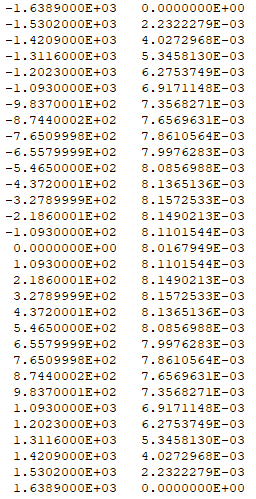 -1.6389000E+03 0.0000000E+00
-1.5302000E+03 2.2322279E-03
-1.4209000E+03 4.0272968E-03
-1.3116000E+03 5.3458130E-03
-1.2023000E+03 6.2753749E-03
-1.0930000E+03 6.9171148E-03
-9.8370001E+02 7.3568271E-03
-8.7440002E+02 7.6569631E-03
-7.6509998E+02 7.8610564E-03
-6.5579999E+02 7.9976283E-03
-5.4650000E+02 8.0856988E-03
-4.3720001E+02 8.1365136E-03
-3.2789999E+02 8.1572533E-03
-2.1860001E+02 8.1490213E-03
-1.0930000E+02 8.1101544E-03
0.0000000E+00 8.0167949E-03
1.0930000E+02 8.1101544E-03
2.1860001E+02 8.1490213E-03
3.2789999E+02 8.1572533E-03
4.3720001E+02 8.1365136E-03
5.4650000E+02 8.0856988E-03
6.5579999E+02 7.9976283E-03
7.6509998E+02 7.8610564E-03
8.7440002E+02 7.6569631E-03
9.8370001E+02 7.3568271E-03
1.0930000E+03 6.9171148E-03
1.2023000E+03 6.2753749E-03
1.3116000E+03 5.3458130E-03
1.4209000E+03 4.0272968E-03
1.5302000E+03 2.2322279E-03
1.6389000E+03 0.0000000E+00